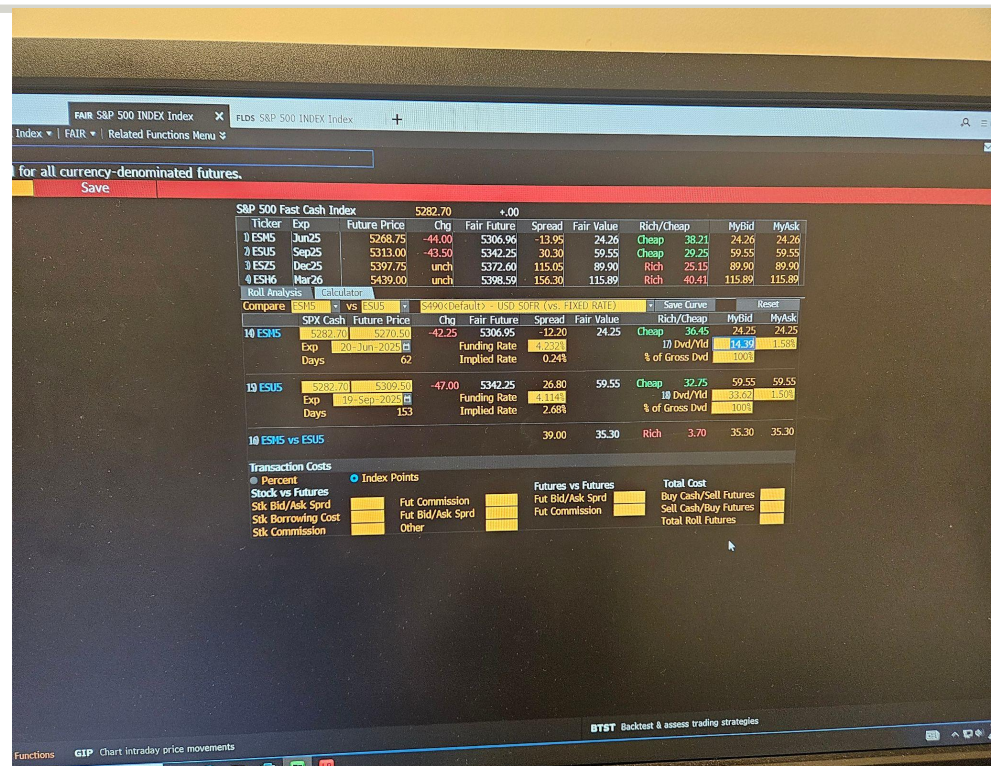 FAIR S&P 500 INDEX Index X FLDS S&P 500 INDEX Index +
Index ▾ | FAIR ▾ | Related Functions Menu
l for all currency-denominated futures.
Save
S&P 500 Fast Cash Index 5282.70 +.00
Ticker Exp Future Price Chg Fair Future Spread Fair Value Rich/Cheap MyBid MyAsk
1) ESM5 Jun25 5268.75 -44.00 5306.96 -13.95 24.26 Cheap 38.21 24.26 24.26
2) ESU5 Sep25 5313.00 -43.50 5342.25 30.30 59.55 Cheap 29.25 59.55 59.55
3) ESZ5 Dec25 5397.75 unch 5372.60 115.05 89.90 Rich 25.15 89.90 89.90
4) ESH6 Mar26 5439.00 unch 5398.59 156.30 115.89 Rich 40.41 115.89 115.89
Roll Analysis Calculator
Compare ESM5 vs ESU5 S490<Default> - USD SOFR (vs. FIXED RATE) Save Curve Reset
SPX Cash Future Price Chg Fair Future Spread Fair Value Rich/Cheap MyBid MyAsk
14) ESM5 5282.70 5270.50 -42.25 5306.95 -12.20 24.25 Cheap 36.45 24.25 24.25
Exp 20-Jun-2025 Funding Rate 4.232% 17) Dvd/Yld 14.39 1.58%
Days 62 Implied Rate 0.24% % of Gross Dvd 100%
15) ESU5 5282.70 5309.50 -47.00 5342.25 26.80 59.55 Cheap 32.75 59.55 59.55
Exp 19-Sep-2025 Funding Rate 4.114% 18) Dvd/Yld 33.62 1.50%
Days 153 Implied Rate 2.68% % of Gross Dvd 100%
16) ESM5 vs ESU5 39.00 35.30 Rich 3.70 35.30 35.30
Transaction Costs
Percent Index Points
Stock vs Futures Futures vs Futures Total Cost
Stk Bid/Ask Sprd Fut Commission Fut Bid/Ask Sprd Buy Cash/Sell Futures
Stk Borrowing Cost Fut Bid/Ask Sprd Fut Commission Sell Cash/Buy Futures
Stk Commission Other Total Roll Futures
BTST Backtest & assess trading strategies
Functions GIP Chart intraday price movements